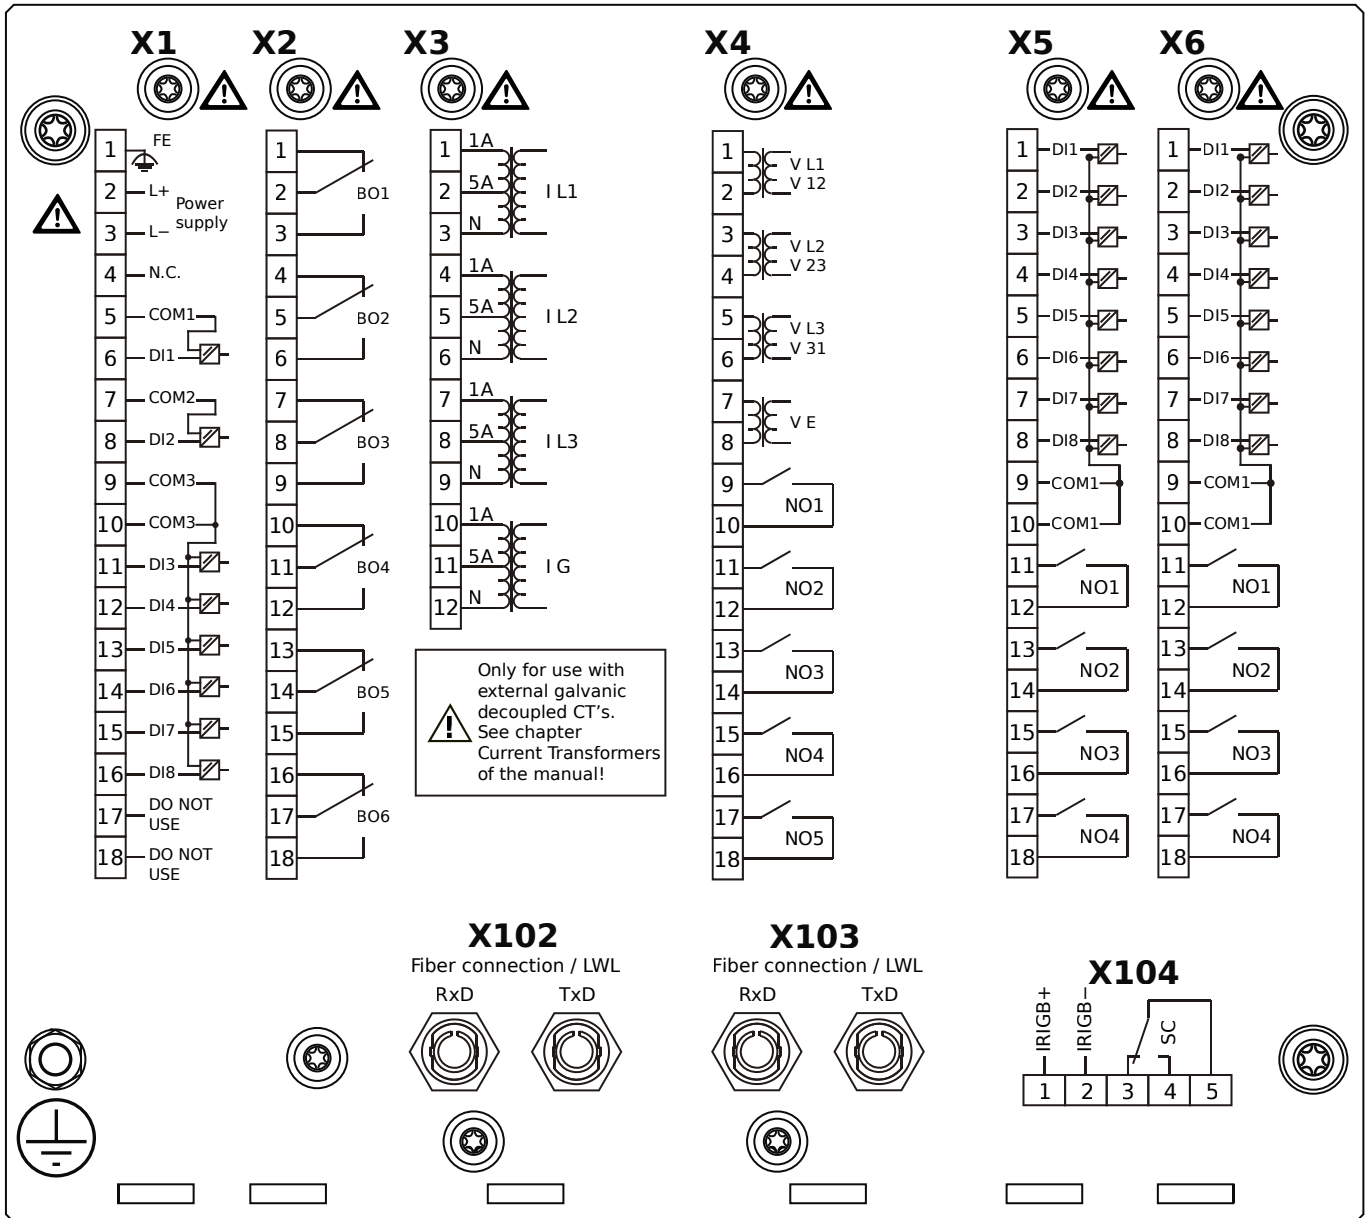 X1 X2 X3 X4 X5 X6
1 FE
2 L+
Power
supply
3 L−
4 N.C.
5 COM1
6 DI1
7 COM2
8 DI2
9 COM3
10 COM3
11 DI3
12 DI4
13 DI5
14 DI6
15 DI7
16 DI8
17 DO NOT
USE
18 DO NOT
USE
1
2 BO1
3
4
5 BO2
6
7
8 BO3
9
10
11 BO4
12
13
14 BO5
15
16
17 BO6
18
1 1A
2 5A I L1
3 N
4 1A
5 5A I L2
6 N
7 1A
8 5A I L3
9 N
10 1A
11 5A I G
12 N
Only for use with
external galvanic
decoupled CT's.
See chapter
Current Transformers
of the manual!
1 V L1
2 V 12
3 V L2
4 V 23
5 V L3
6 V 31
7
V E
8
9
NO1
10
11
NO2
12
13
NO3
14
15
NO4
16
17
NO5
18
1 DI1
2 DI2
3 DI3
4 DI4
5 DI5
6 DI6
7 DI7
8 DI8
9 COM1
10 COM1
11
NO1
12
13
NO2
14
15
NO3
16
17
NO4
18
1 DI1
2 DI2
3 DI3
4 DI4
5 DI5
6 DI6
7 DI7
8 DI8
9 COM1
10 COM1
11
NO1
12
13
NO2
14
15
NO3
16
17
NO4
18
X102
Fiber connection / LWL
RxD TxD
X103
Fiber connection / LWL
RxD TxD
X104
IRIGB+
IRIGB−
SC
1 2 3 4 5